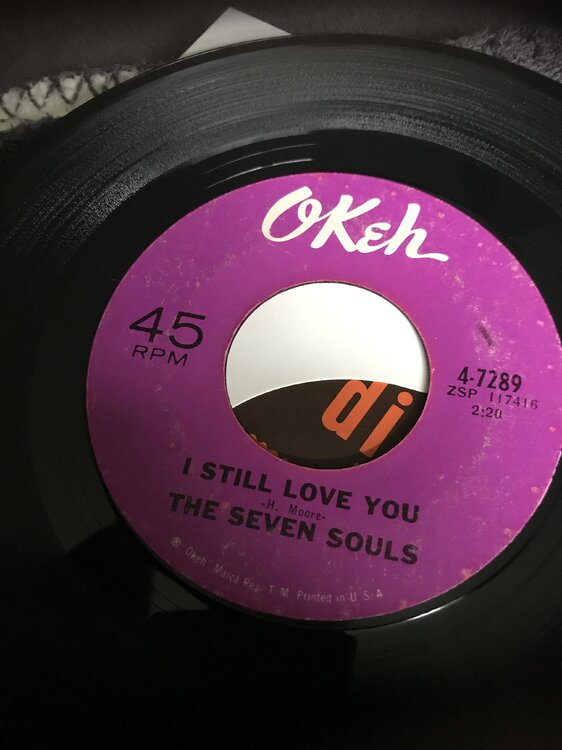 OKeh
45
RPM
4-7289
ZSP 117416
2:20
dj
I STILL LOVE YOU
-H. Moore-
THE SEVEN SOULS
® "Okeh" Marca Reg. T. M. Printed in U S A